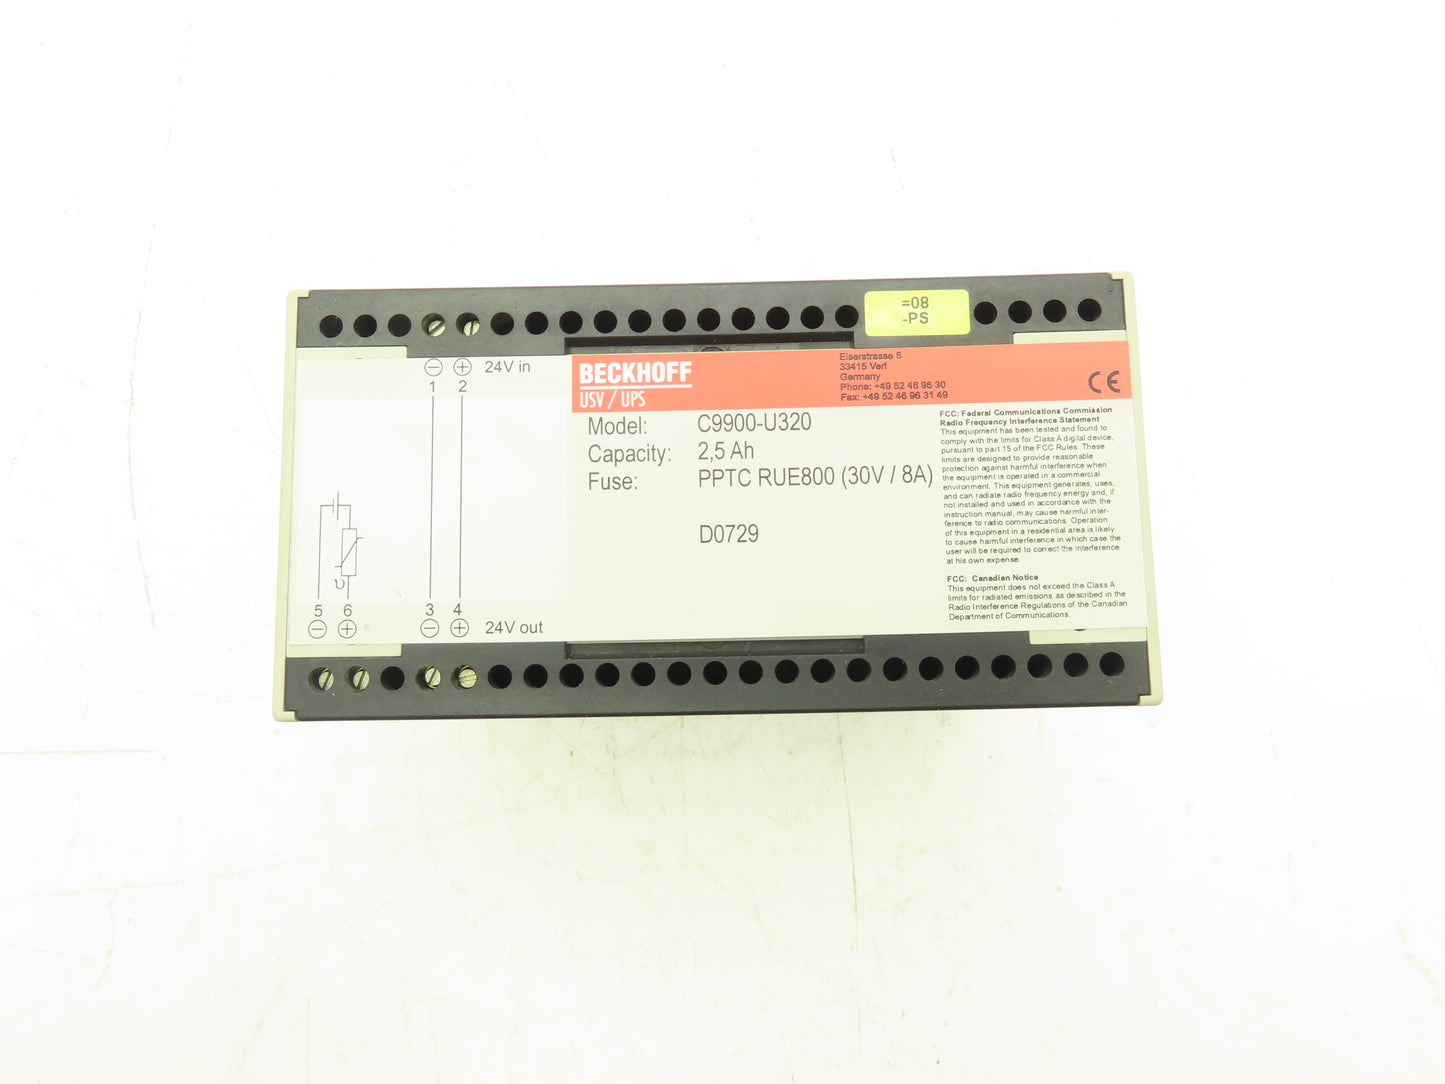 =08
-PS
⊖ ⊕ 24V in
1 2
BECKHOFF
USV / UPS
Eiserstrasse 5
33415 Verl
Germany
Phone: +49 52 46 96 30
Fax: +49 52 46 96 31 49
CE
Model: C9900-U320
Capacity: 2,5 Ah
Fuse: PPTC RUE800 (30V / 8A)
D0729
FCC: Federal Communications Commission
Radio Frequency Interference Statement
This equipment has been tested and found to
comply with the limits for Class A digital device,
pursuant to part 15 of the FCC Rules. These
limits are designed to provide reasonable
protection against harmful interference when
the equipment is operated in a commercial
environment. This equipment generates, uses,
and can radiate radio frequency energy and, if
not installed and used in accordance with the
instruction manual, may cause harmful inter-
ference to radio communications. Operation
of this equipment in a residential area is likely
to cause harmful interference in which case the
user will be required to correct the interference
at his own expense.
FCC: Canadian Notice
This equipment does not exceed the Class A
limits for radiated emissions as described in the
Radio Interference Regulations of the Canadian
Department of Communications.
υ
5 6 3 4
⊖ ⊕ ⊖ ⊕ 24V out